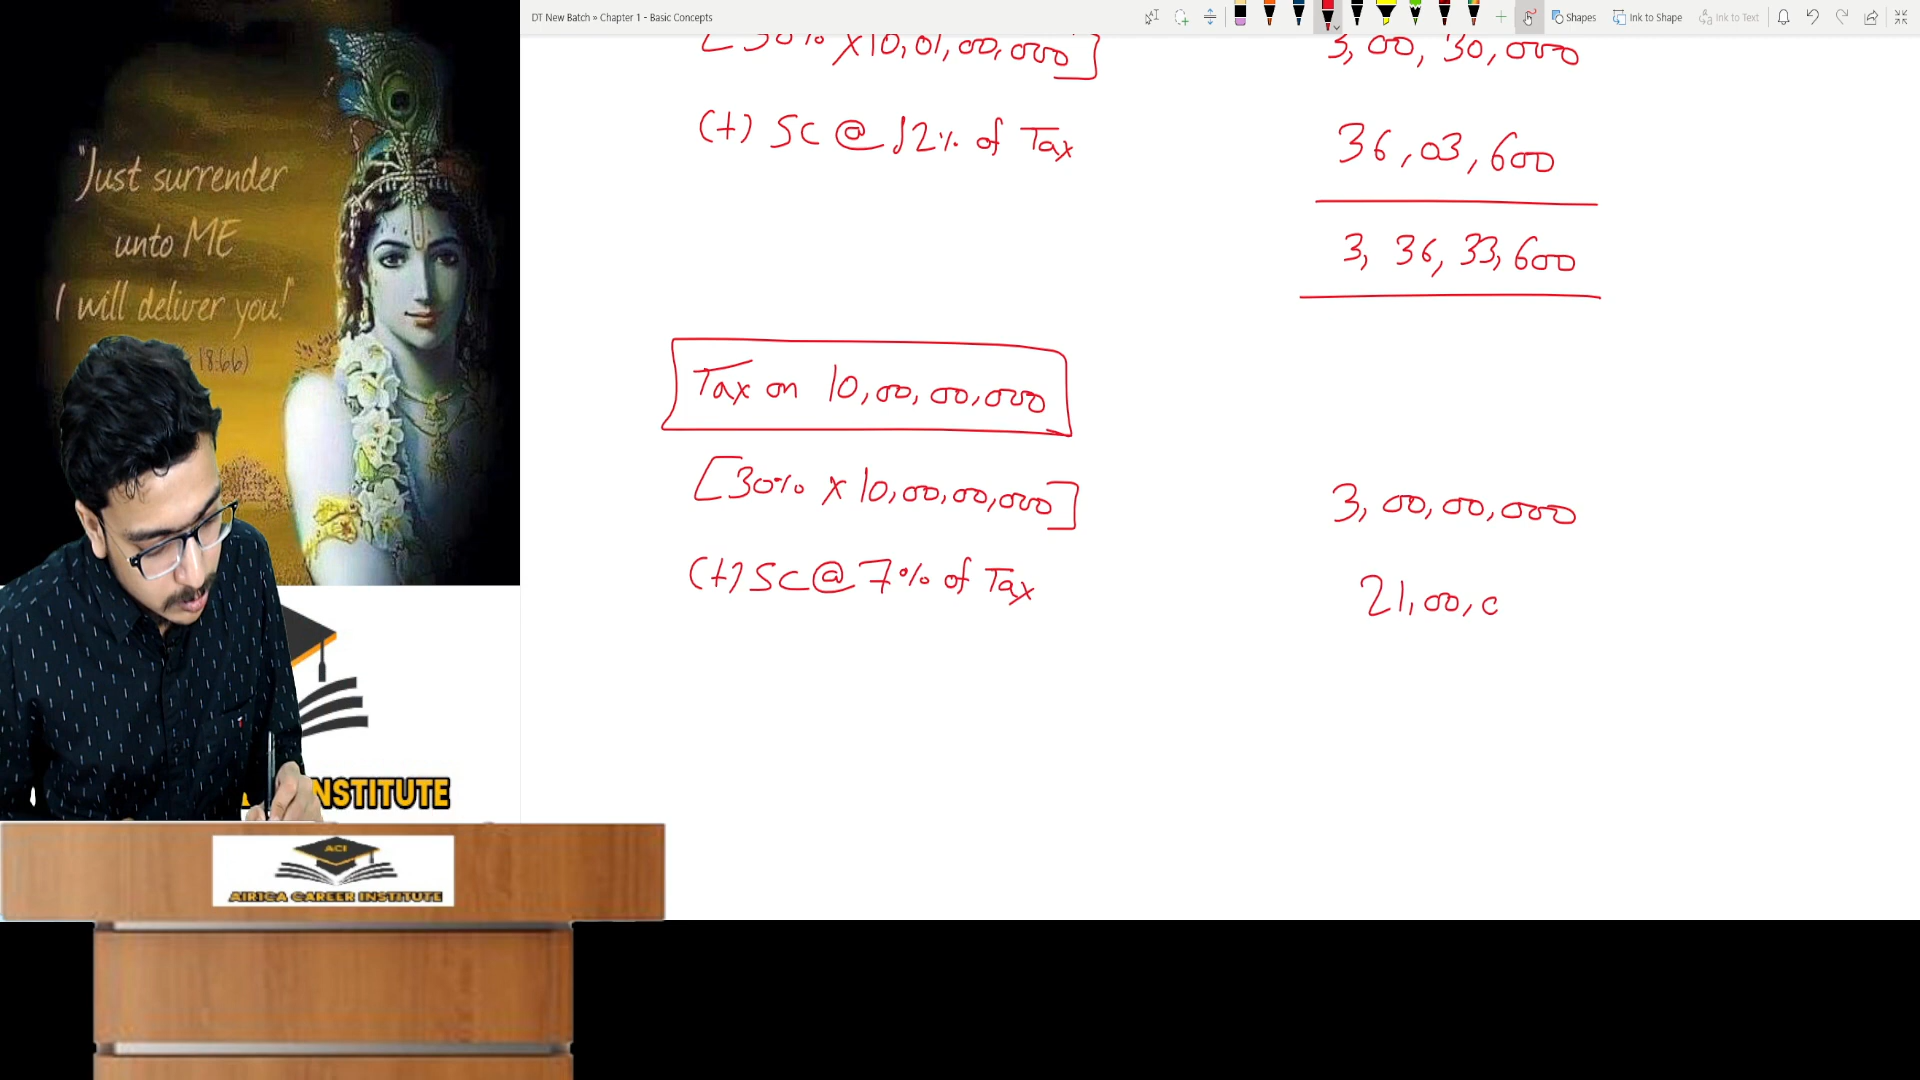 DT New Batch » Chapter 1 - Basic Concepts
Shapes
Ink to Shape
Ink to Text
[30% x 10,01,00,000] 3,00,30,000
(+) SC @ 12% of Tax 36,03,600
3,36,33,600
Tax on 10,00,00,000
[30% x 10,00,00,000] 3,00,00,000
(+) SC @ 7% of Tax 21,00,0
"Just surrender
unto ME
I will deliver you!"
18:66)
NSTITUTE
ACI
AIRICA CAREER INSTITUTE